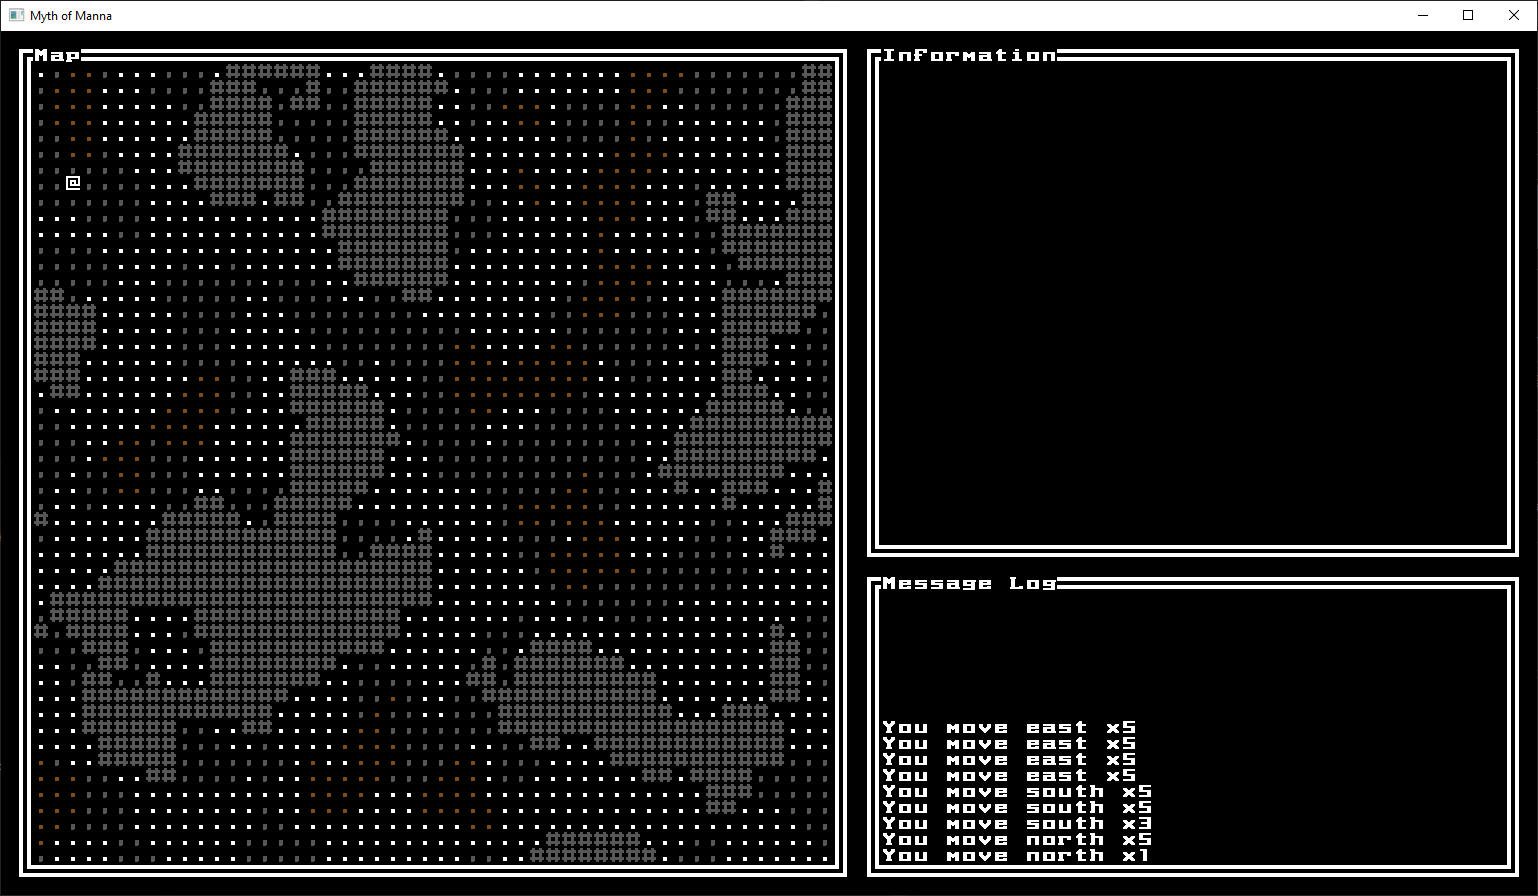 Myth of Manna
Map
Information
Message Log
You move east x5
You move east x5
You move east x5
You move east x5
You move south x5
You move south x5
You move south x3
You move north x5
You move north x1